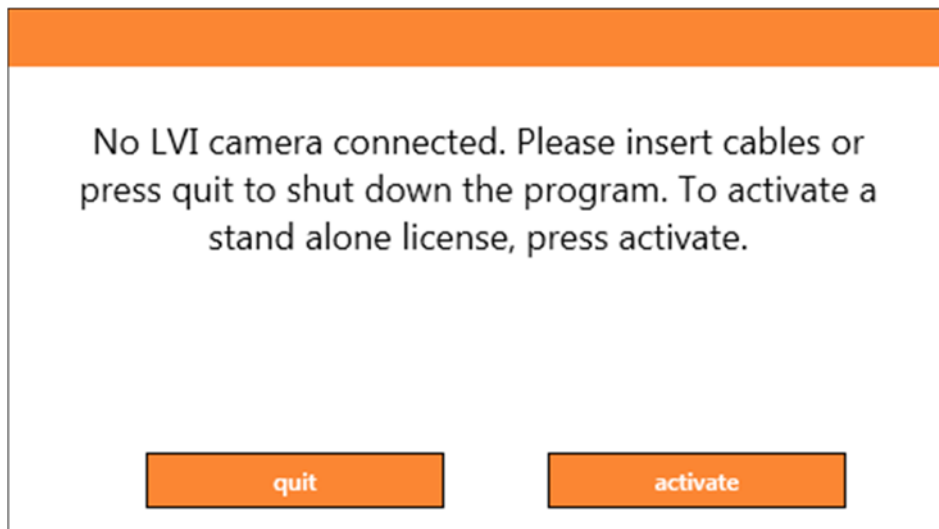 No LVI camera connected. Please insert cables or
press quit to shut down the program. To activate a
stand alone license, press activate.
quit
activate